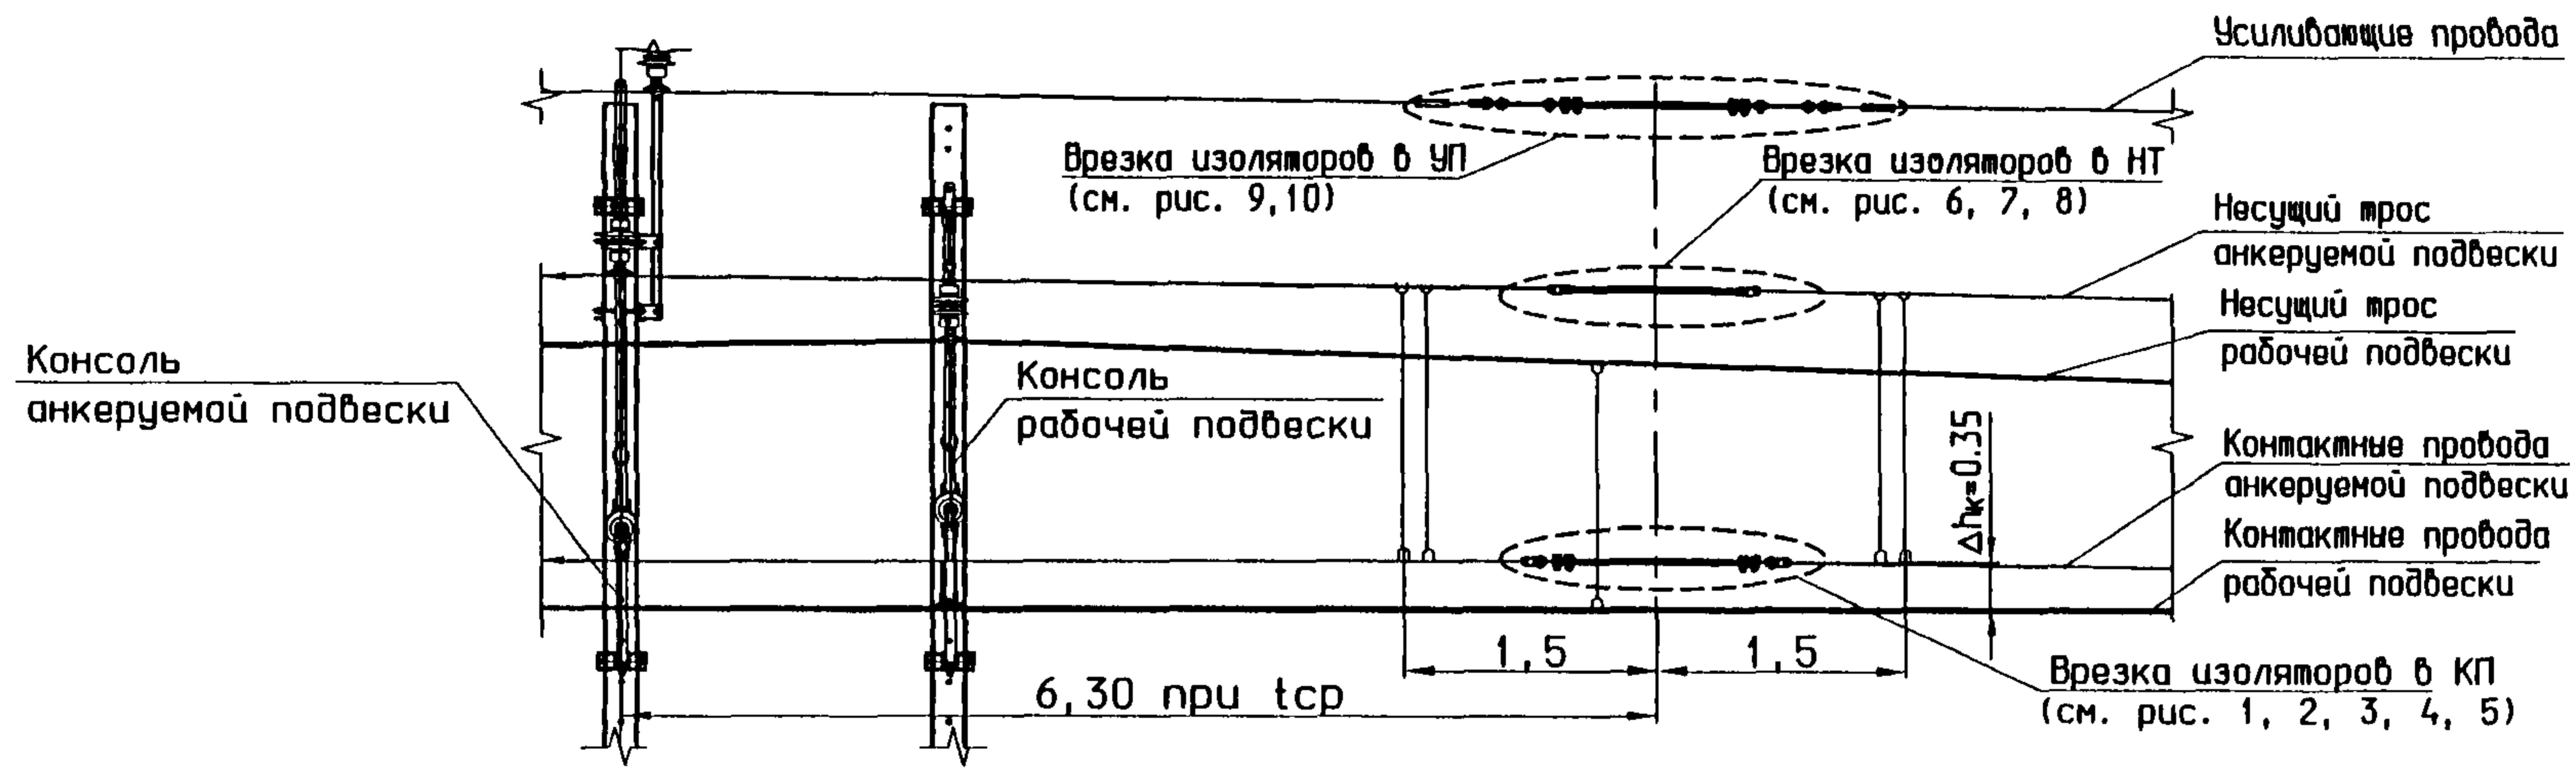 Усиливающие провода
Врезка изоляторов в УП
(см. рис. 9,10)
Врезка изоляторов в НТ
(см. рис. 6, 7, 8)
Несущий трос
анкеруемой подвески
Несущий трос
рабочей подвески
Консоль
анкеруемой подвески
Консоль
рабочей подвески
Δhк=0.35
Контактные провода
анкеруемой подвески
Контактные провода
рабочей подвески
1,5
1,5
6,30 при tср
Врезка изоляторов в КП
(см. рис. 1, 2, 3, 4, 5)